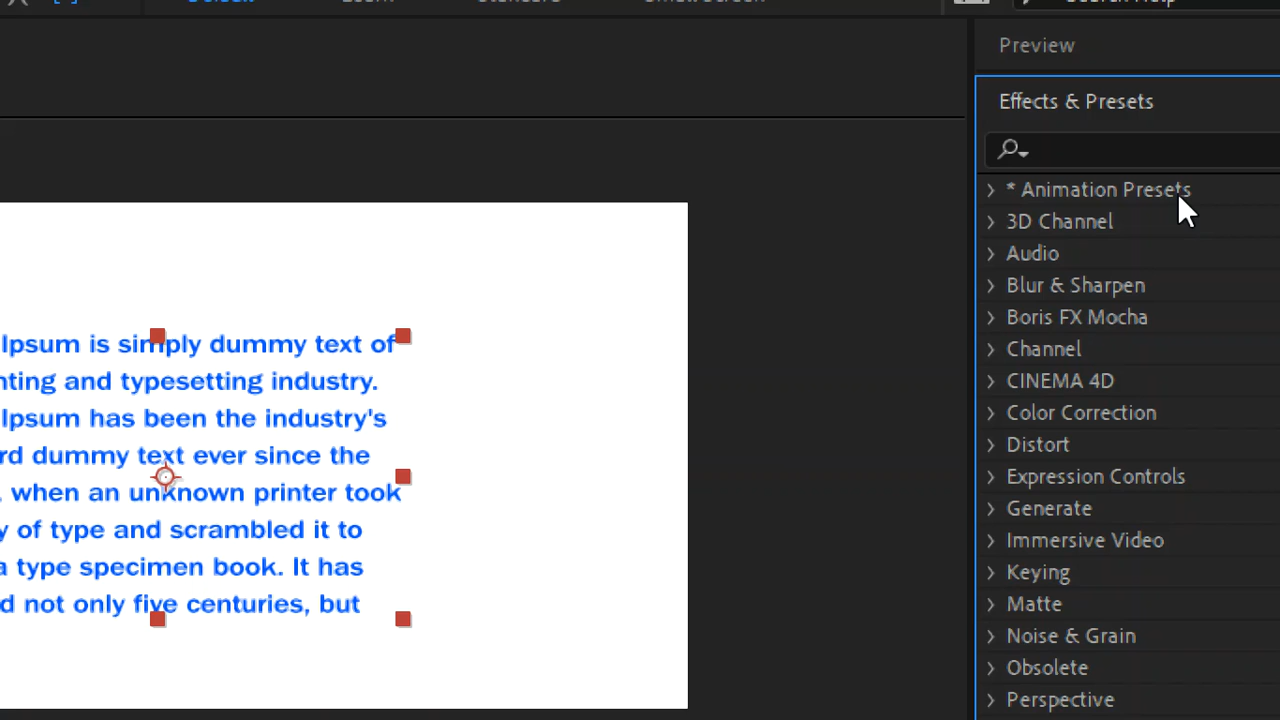 Preview
Effects & Presets
* Animation Presets
3D Channel
Audio
Blur & Sharpen
Boris FX Mocha
Channel
CINEMA 4D
Color Correction
Distort
Expression Controls
Generate
Immersive Video
Keying
Matte
Noise & Grain
Obsolete
Perspective
Ipsum is simply dummy text of
nting and typesetting industry.
Ipsum has been the industry's
rd dummy text ever since the
, when an unknown printer took
y of type and scrambled it to
a type specimen book. It has
d not only five centuries, but